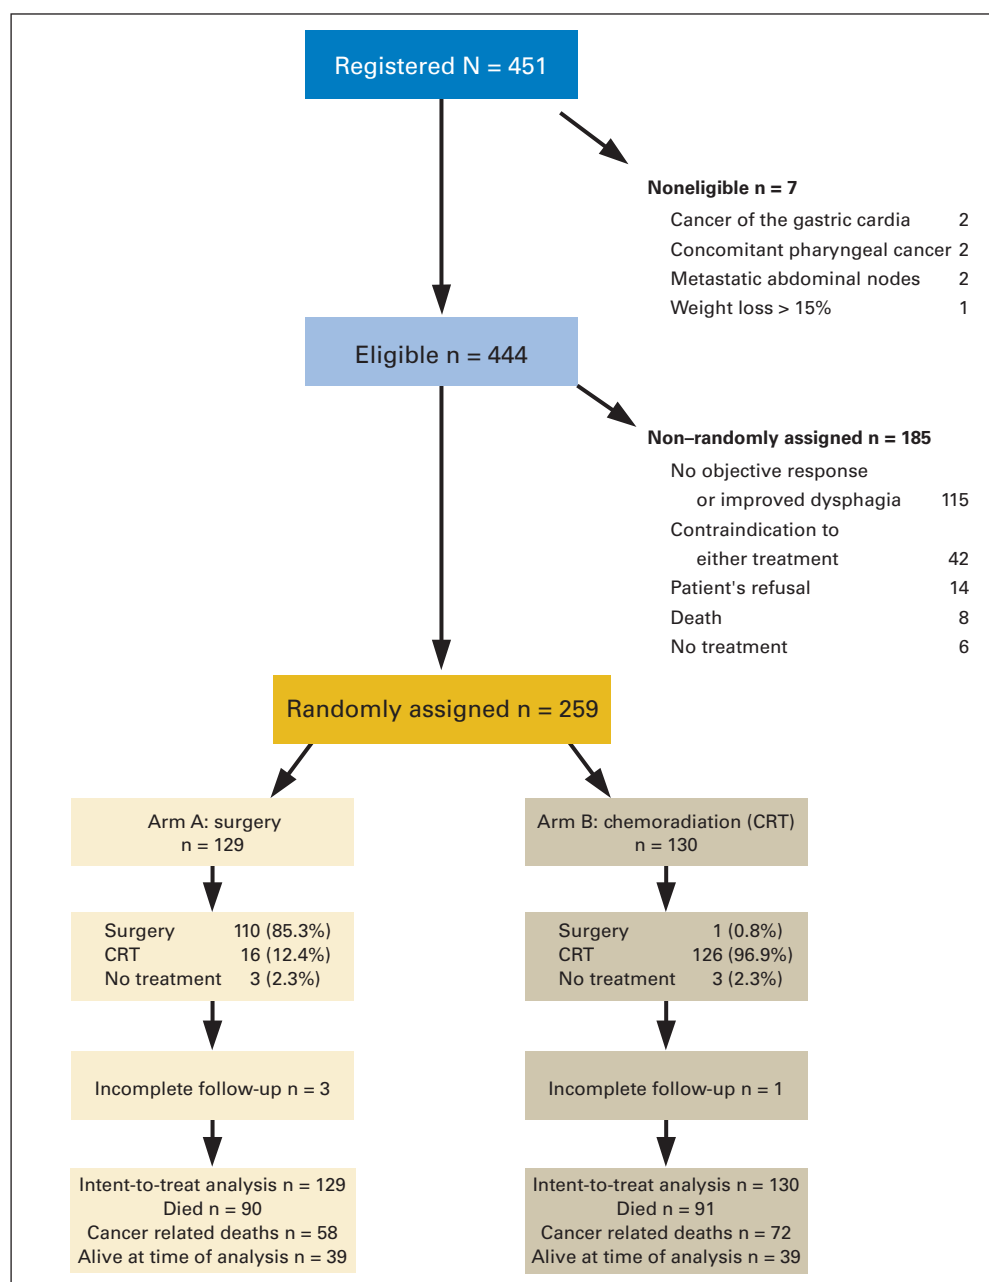 Registered N = 451
Noneligible n = 7
Cancer of the gastric cardia 2
Concomitant pharyngeal cancer 2
Metastatic abdominal nodes 2
Weight loss > 15% 1
Eligible n = 444
Non–randomly assigned n = 185
No objective response
or improved dysphagia 115
Contraindication to
either treatment 42
Patient's refusal 14
Death 8
No treatment 6
Randomly assigned n = 259
Arm A: surgery
n = 129
Surgery 110 (85.3%)
CRT 16 (12.4%)
No treatment 3 (2.3%)
Incomplete follow-up n = 3
Intent-to-treat analysis n = 129
Died n = 90
Cancer related deaths n = 58
Alive at time of analysis n = 39
Arm B: chemoradiation (CRT)
n = 130
Surgery 1 (0.8%)
CRT 126 (96.9%)
No treatment 3 (2.3%)
Incomplete follow-up n = 1
Intent-to-treat analysis n = 130
Died n = 91
Cancer related deaths n = 72
Alive at time of analysis n = 39